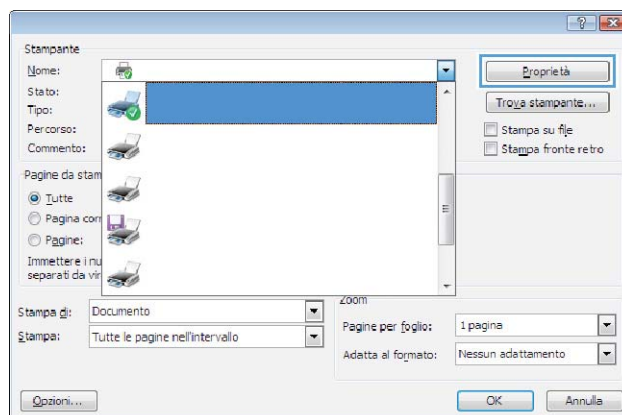 Stampante
Nome:
Proprietà
Stato:
Tipo:
Trova stampante...
Percorso:
Stampa su file
Commento:
Stampa fronte retro
Pagine da stam
Tutte
Pagina corr
Pagine:
Immettere i nu
separati da vir
Stampa di: Documento
Stampa: Tutte le pagine nell'intervallo
Zoom
Pagine per foglio: 1 pagina
Adatta al formato: Nessun adattamento
Opzioni...
OK
Annulla